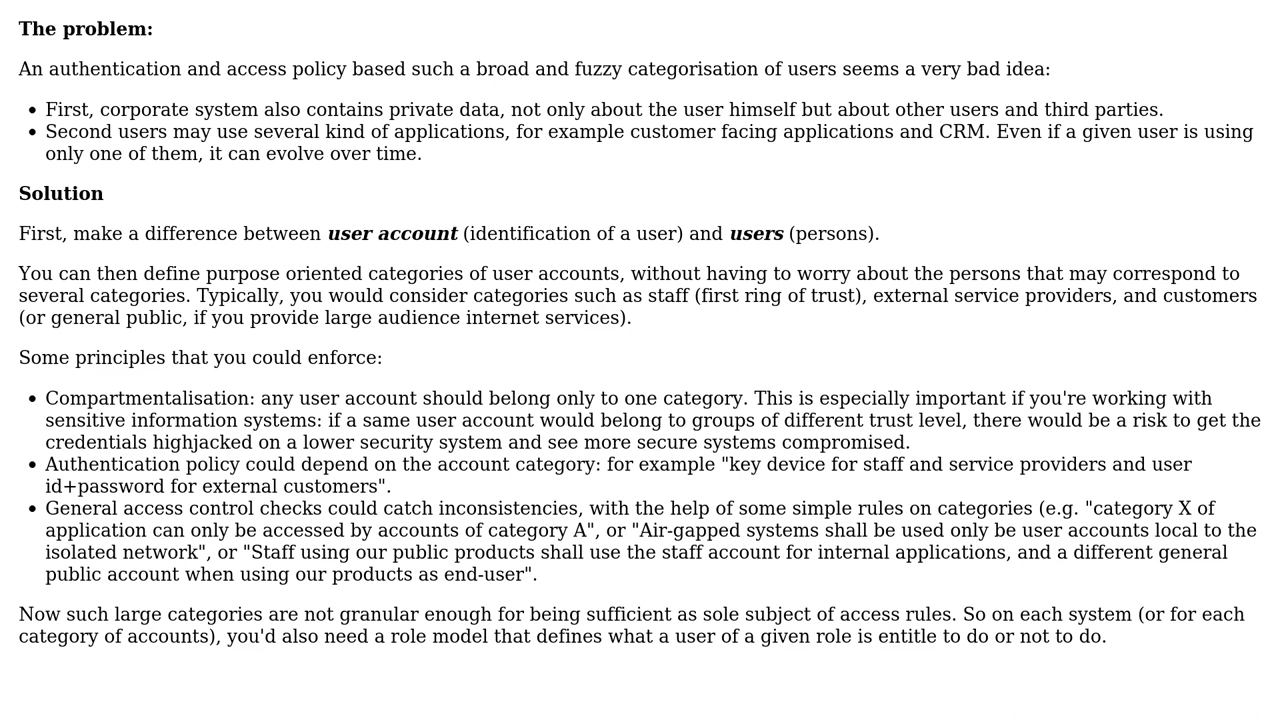 The problem:
An authentication and access policy based such a broad and fuzzy categorisation of users seems a very bad idea:
• First, corporate system also contains private data, not only about the user himself but about other users and third parties.
• Second users may use several kind of applications, for example customer facing applications and CRM. Even if a given user is using
only one of them, it can evolve over time.
Solution
First, make a difference between user account (identification of a user) and users (persons).
You can then define purpose oriented categories of user accounts, without having to worry about the persons that may correspond to
several categories. Typically, you would consider categories such as staff (first ring of trust), external service providers, and customers
(or general public, if you provide large audience internet services).
Some principles that you could enforce:
• Compartmentalisation: any user account should belong only to one category. This is especially important if you're working with
sensitive information systems: if a same user account would belong to groups of different trust level, there would be a risk to get the
credentials highjacked on a lower security system and see more secure systems compromised.
• Authentication policy could depend on the account category: for example "key device for staff and service providers and user
id+password for external customers".
• General access control checks could catch inconsistencies, with the help of some simple rules on categories (e.g. "category X of
application can only be accessed by accounts of category A", or "Air-gapped systems shall be used only be user accounts local to the
isolated network", or "Staff using our public products shall use the staff account for internal applications, and a different general
public account when using our products as end-user".
Now such large categories are not granular enough for being sufficient as sole subject of access rules. So on each system (or for each
category of accounts), you'd also need a role model that defines what a user of a given role is entitle to do or not to do.